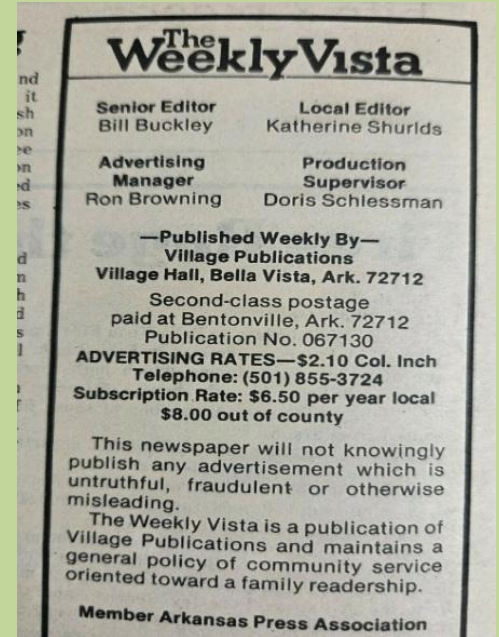 The
Weekly Vista
Senior Editor
Bill Buckley
Local Editor
Katherine Shurlds
Advertising
Manager
Ron Browning
Production
Supervisor
Doris Schlessman
—Published Weekly By—
Village Publications
Village Hall, Bella Vista, Ark. 72712
Second-class postage
paid at Bentonville, Ark. 72712
Publication No. 067130
ADVERTISING RATES—$2.10 Col. Inch
Telephone: (501) 855-3724
Subscription Rate: $6.50 per year local
$8.00 out of county
This newspaper will not knowingly
publish any advertisement which is
untruthful, fraudulent or otherwise
misleading.
The Weekly Vista is a publication of
Village Publications and maintains a
general policy of community service
oriented toward a family readership.
Member Arkansas Press Association